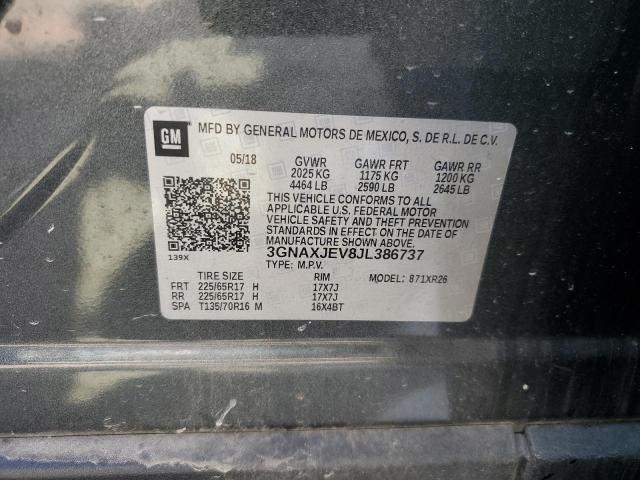 GM
MFD BY GENERAL MOTORS DE MEXICO, S. DE R.L. DE C.V.
05/18 GVWR GAWR FRT GAWR RR
2025 KG 1175 KG 1200 KG
4464 LB 2590 LB 2645 LB
THIS VEHICLE CONFORMS TO ALL
APPLICABLE U.S. FEDERAL MOTOR
VEHICLE SAFETY AND THEFT PREVENTION
STANDARDS IN EFFECT ON THE DATE OF
MANUFACTURE SHOWN ABOVE.
139X 3GNAXJEV8JL386737
TYPE: M.P.V.
TIRE SIZE RIM MODEL: 871XR26
FRT 225/65R17 H 17X7J
RR 225/65R17 H 17X7J
SPA T135/70R16 M 16X4BT